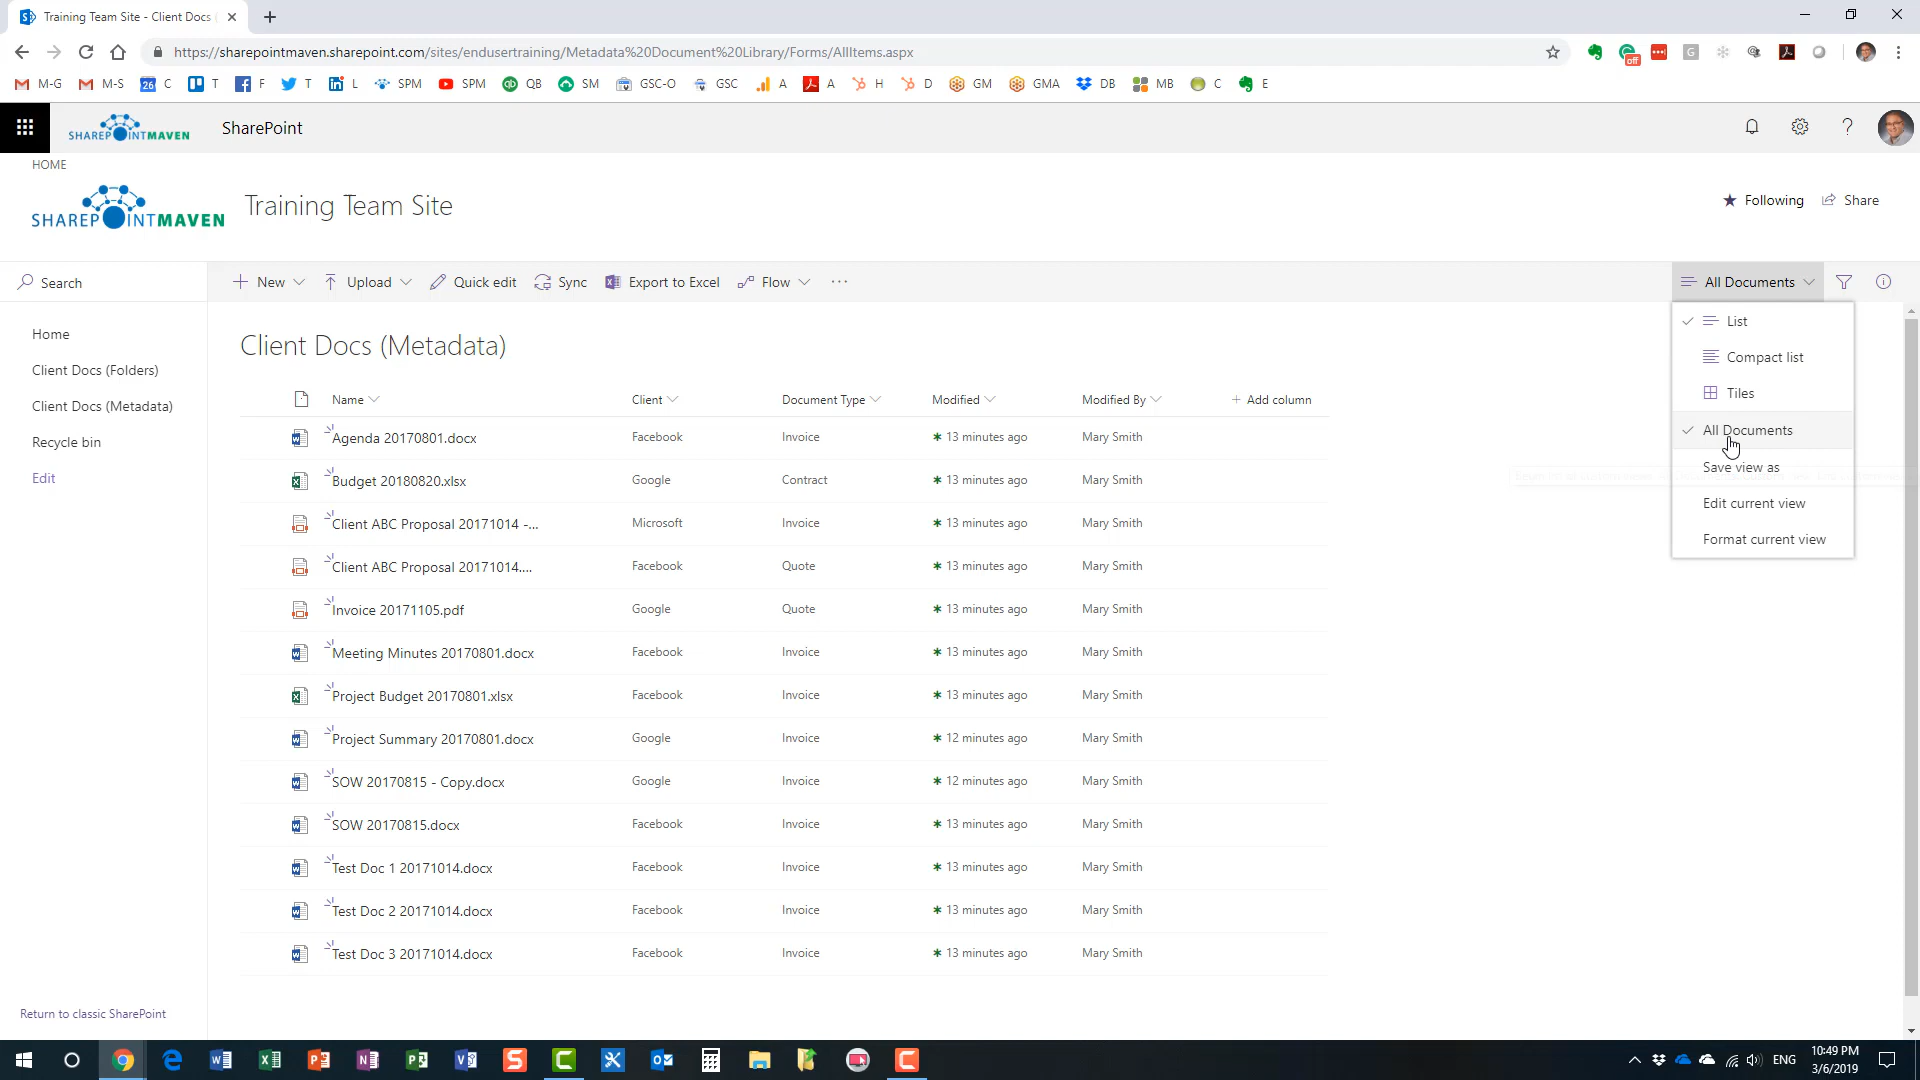 Training Team Site - Client Docs
https://sharepointmaven.sharepoint.com/sites/endusertraining/Metadata%20Document%20Library/Forms/AllItems.aspx
off
M-G M-S 26 C T F T L SPM SPM QB SM GSC-O GSC A A H D GM GMA DB MB C E
SHAREPOINTMAVEN SharePoint
HOME
SHAREPOINTMAVEN Training Team Site Following Share
Search New Upload Quick edit Sync Export to Excel Flow All Documents
List
Compact list
Tiles
All Documents
Save view as
Edit current view
Format current view
Home
Client Docs (Folders)
Client Docs (Metadata)
Recycle bin
Edit
Client Docs (Metadata)
Name Client Document Type Modified Modified By + Add column
Agenda 20170801.docx Facebook Invoice 13 minutes ago Mary Smith
Budget 20180820.xlsx Google Contract 13 minutes ago Mary Smith
Client ABC Proposal 20171014 -... Microsoft Invoice 13 minutes ago Mary Smith
Client ABC Proposal 20171014.... Facebook Quote 13 minutes ago Mary Smith
Invoice 20171105.pdf Google Quote 13 minutes ago Mary Smith
Meeting Minutes 20170801.docx Facebook Invoice 13 minutes ago Mary Smith
Project Budget 20170801.xlsx Facebook Invoice 13 minutes ago Mary Smith
Project Summary 20170801.docx Google Invoice 12 minutes ago Mary Smith
SOW 20170815 - Copy.docx Google Invoice 12 minutes ago Mary Smith
SOW 20170815.docx Facebook Invoice 13 minutes ago Mary Smith
Test Doc 1 20171014.docx Facebook Invoice 13 minutes ago Mary Smith
Test Doc 2 20171014.docx Facebook Invoice 13 minutes ago Mary Smith
Test Doc 3 20171014.docx Facebook Invoice 13 minutes ago Mary Smith
Return to classic SharePoint
ENG 10:49 PM
3/6/2019